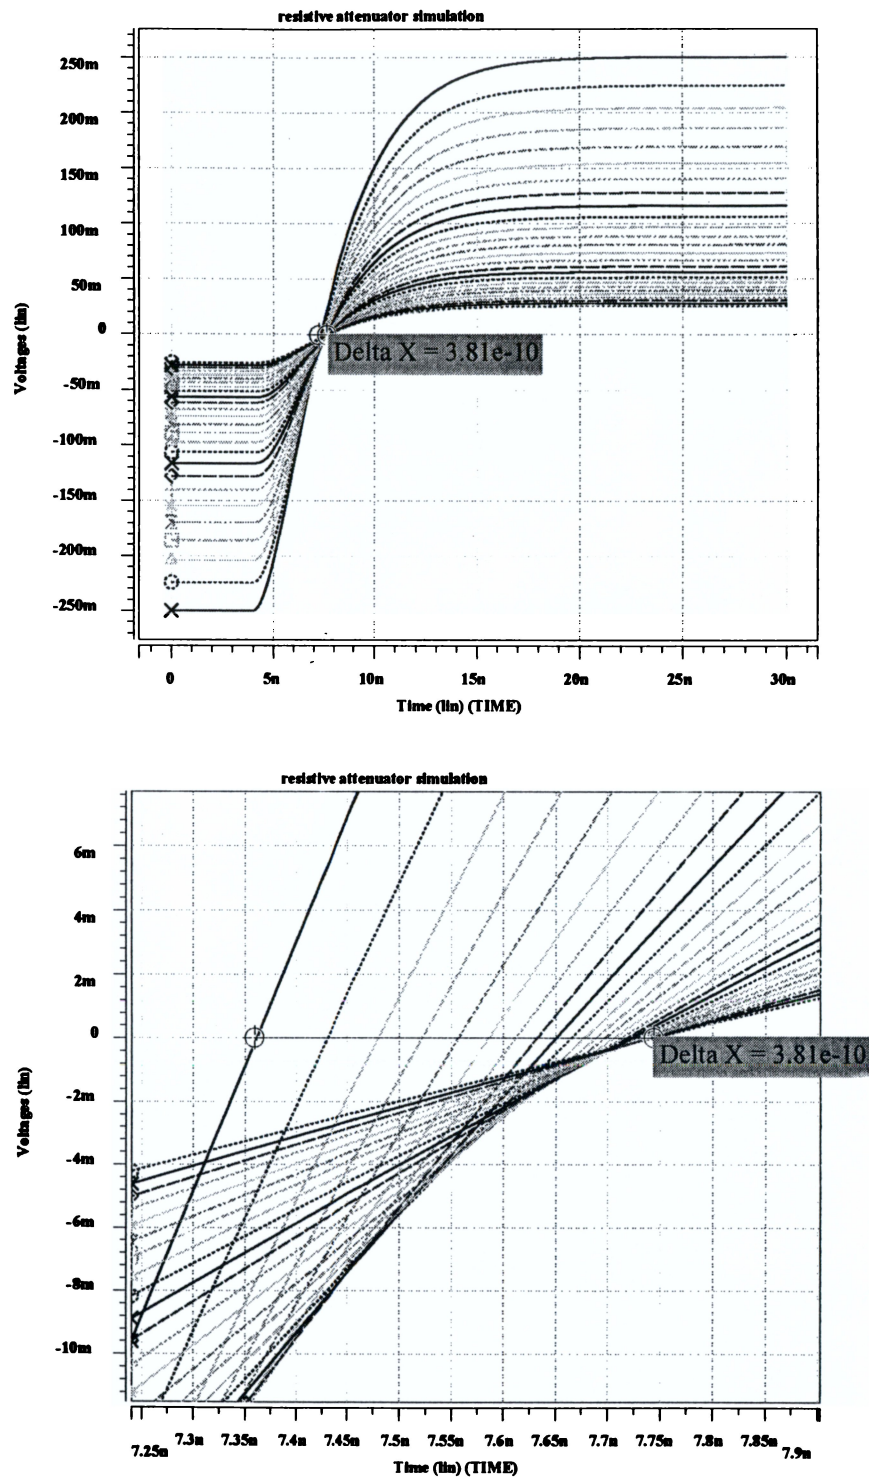 resistive attenuator simulation
250m
200m
150m
100m
50m
0
-50m
-100m
-150m
-200m
-250m
Voltages (lin)
Delta X = 3.81e-10
0
5n
10n
15n
20n
25n
30n
Time (lin) (TIME)
resistive attenuator simulation
6m
4m
2m
0
-2m
-4m
-6m
-8m
-10m
Voltages (lin)
Delta X = 3.81e-10
7.25n
7.3n
7.35n
7.4n
7.45n
7.5n
7.55n
7.6n
7.65n
7.7n
7.75n
7.8n
7.85n
7.9n
Time (lin) (TIME)